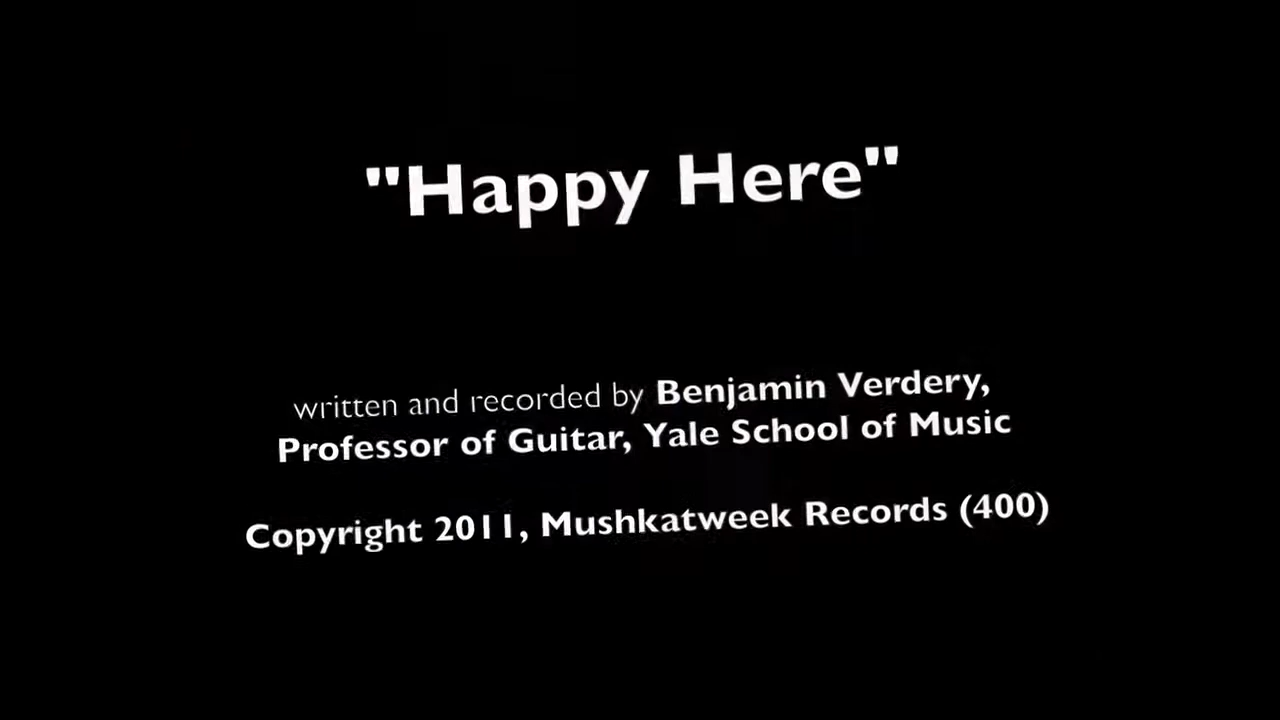 "Happy Here"
written and recorded by Benjamin Verdery,
Professor of Guitar, Yale School of Music
Copyright 2011, Mushkatweek Records (400)